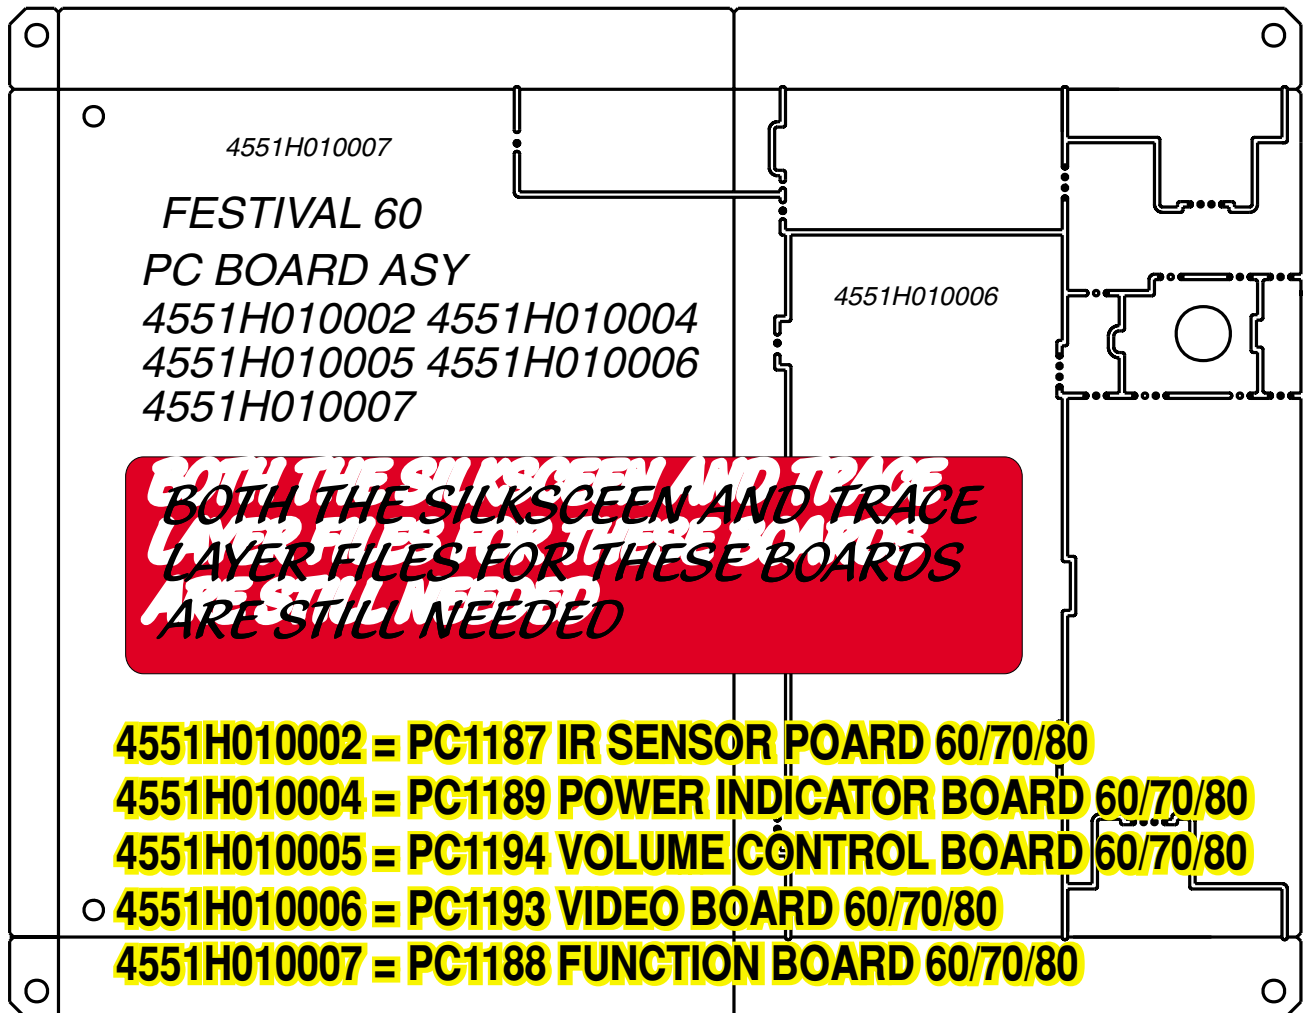 4551H010007
FESTIVAL 60
PC BOARD ASY
4551H010002 4551H010004
4551H010005 4551H010006
4551H010007
4551H010006
BOTH THE SILKSCEEN AND TRACE
LAYER FILES FOR THESE BOARDS
ARE STILL NEEDED
4551H010002 = PC1187 IR SENSOR POARD 60/70/80
4551H010004 = PC1189 POWER INDICATOR BOARD 60/70/80
4551H010005 = PC1194 VOLUME CONTROL BOARD 60/70/80
4551H010006 = PC1193 VIDEO BOARD 60/70/80
4551H010007 = PC1188 FUNCTION BOARD 60/70/80